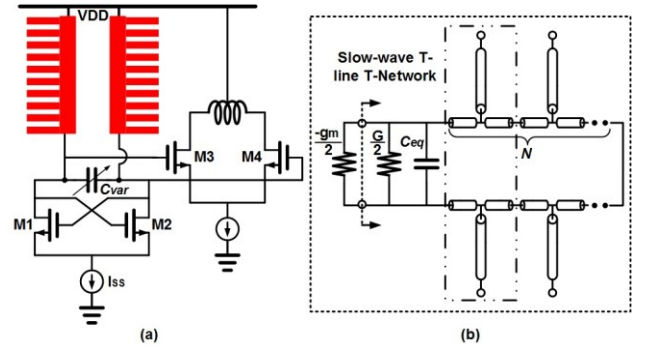 VDD
M3
M4
Cvar
M1
M2
Iss
(a)
Slow-wave T-
line T-Network
-gm
2
G
2
Ceq
N
(b)